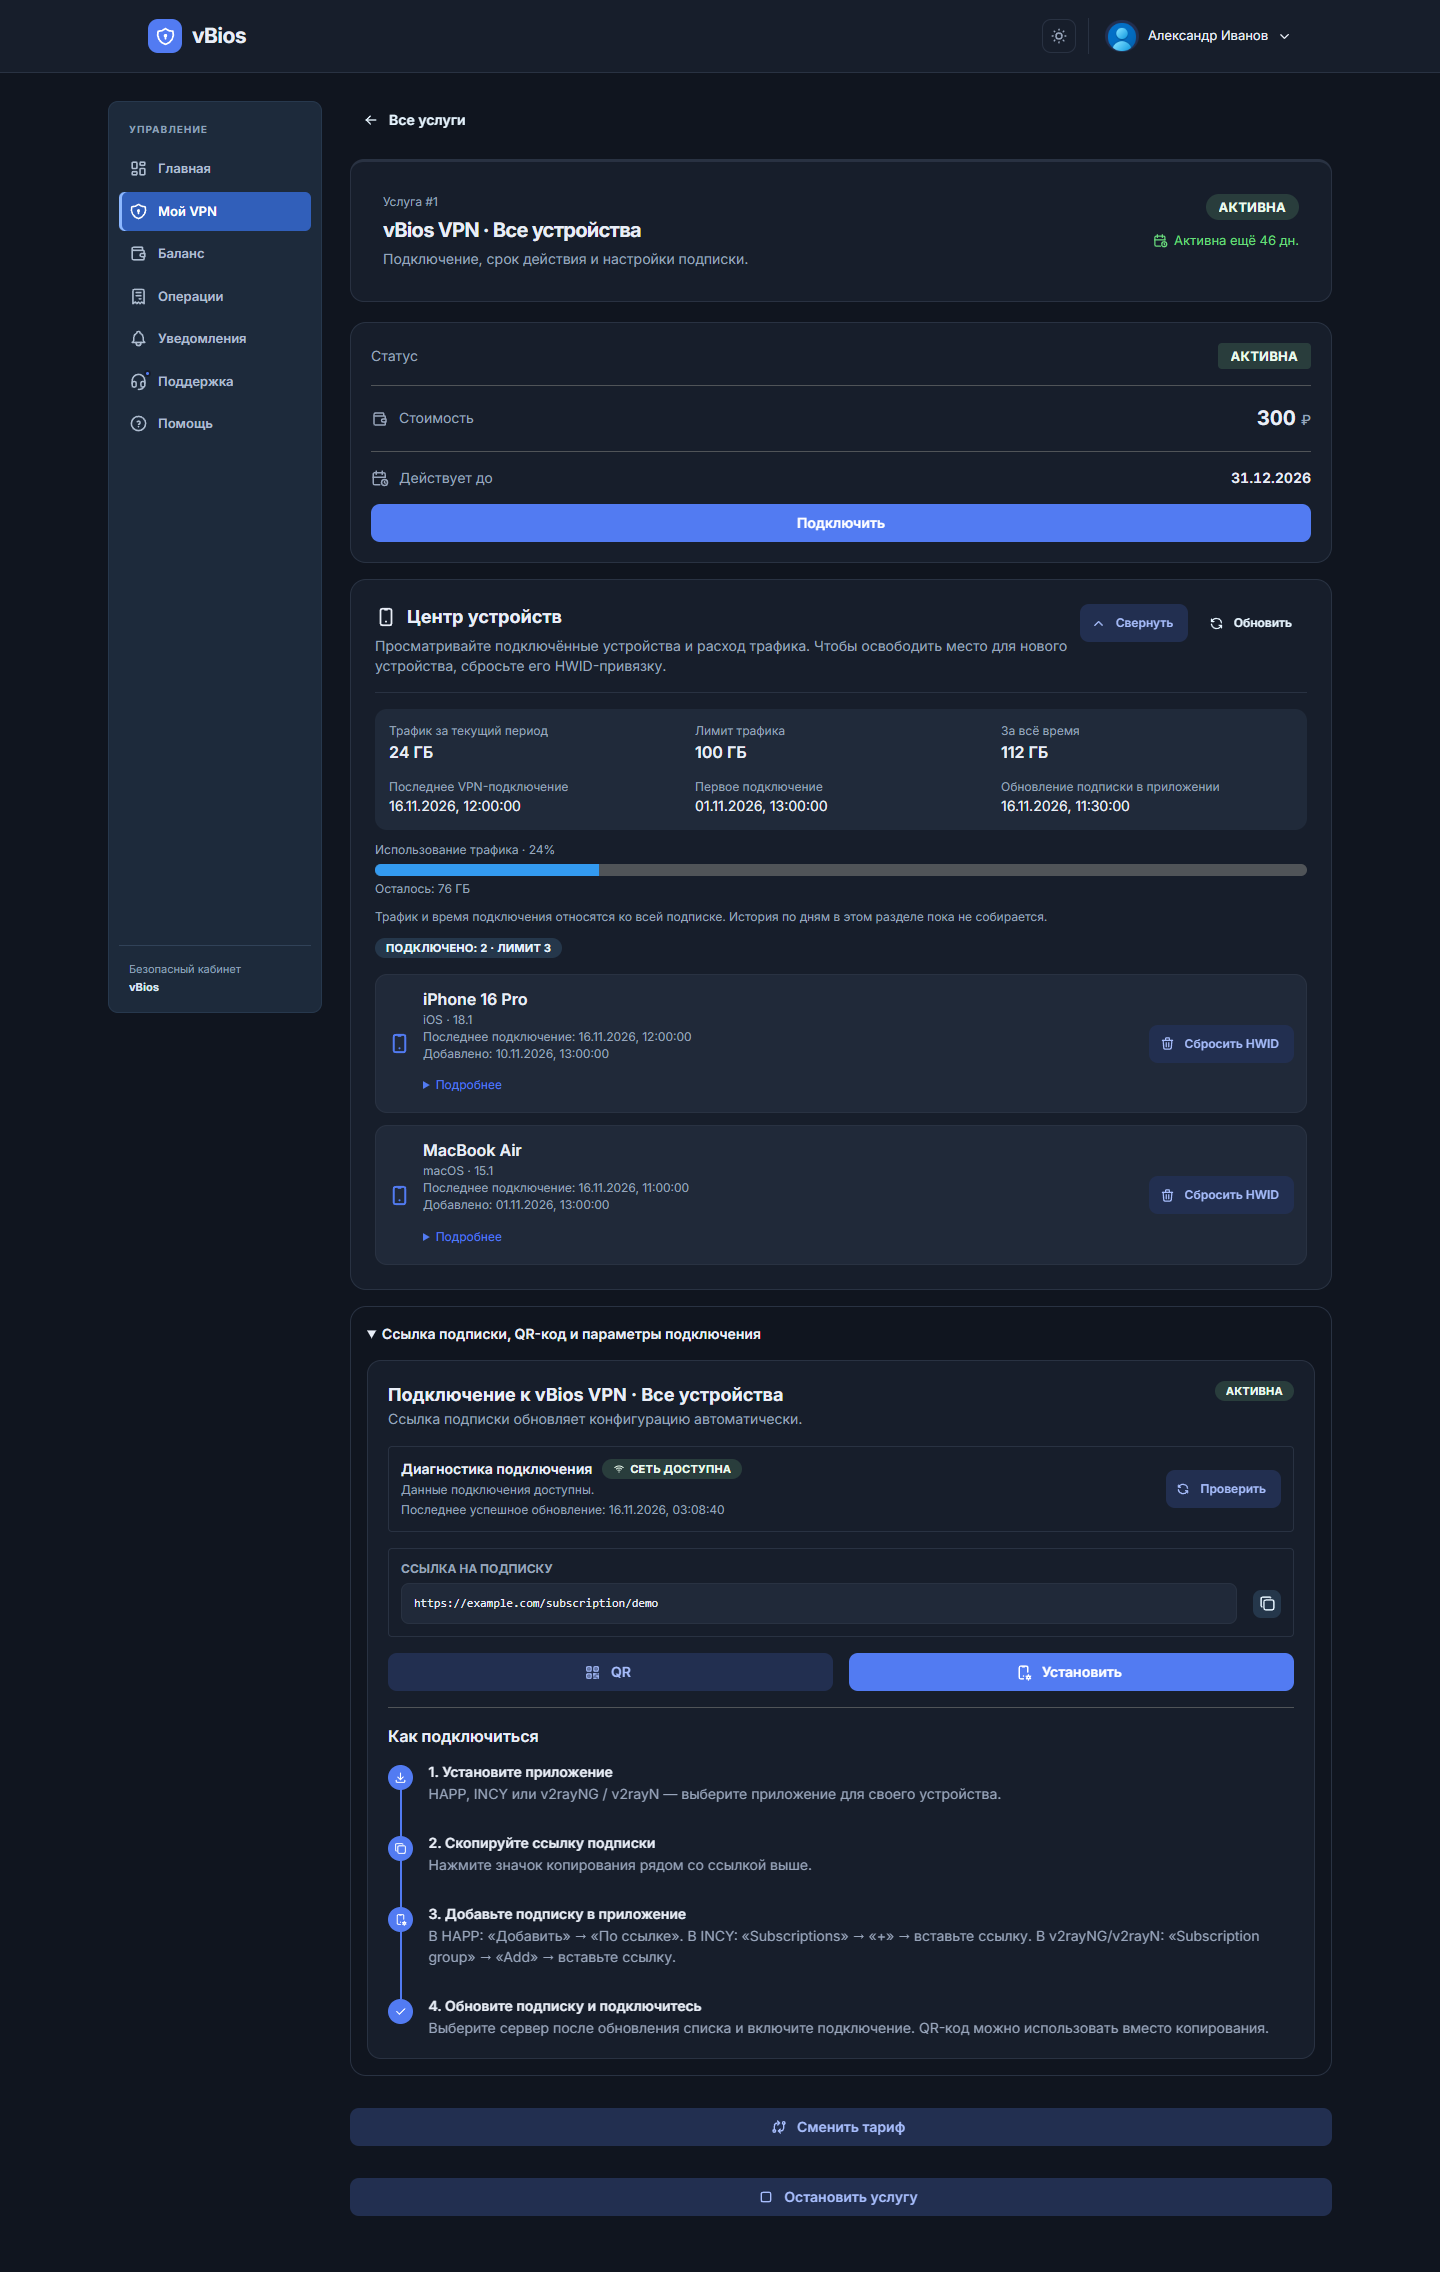 vBios
Александр Иванов
УПРАВЛЕНИЕ
Главная
Мой VPN
Баланс
Операции
Уведомления
Поддержка
Помощь
Безопасный кабинет
vBios
Все услуги
Услуга #1
vBios VPN · Все устройства
Подключение, срок действия и настройки подписки.
АКТИВНА
Активна ещё 46 дн.
Статус
АКТИВНА
Стоимость
300 ₽
Действует до
31.12.2026
Подключить
Центр устройств
Просматривайте подключённые устройства и расход трафика. Чтобы освободить место для нового
устройства, сбросьте его HWID-привязку.
Свернуть
Обновить
Трафик за текущий период
24 ГБ
Лимит трафика
100 ГБ
За всё время
112 ГБ
Последнее VPN-подключение
16.11.2026, 12:00:00
Первое подключение
01.11.2026, 13:00:00
Обновление подписки в приложении
16.11.2026, 11:30:00
Использование трафика · 24%
Осталось: 76 ГБ
Трафик и время подключения относятся ко всей подписке. История по дням в этом разделе пока не собирается.
ПОДКЛЮЧЕНО: 2 · ЛИМИТ 3
iPhone 16 Pro
iOS · 18.1
Последнее подключение: 16.11.2026, 12:00:00
Добавлено: 10.11.2026, 13:00:00
Подробнее
Сбросить HWID
MacBook Air
macOS · 15.1
Последнее подключение: 16.11.2026, 11:00:00
Добавлено: 01.11.2026, 13:00:00
Подробнее
Сбросить HWID
Ссылка подписки, QR-код и параметры подключения
Подключение к vBios VPN · Все устройства
Ссылка подписки обновляет конфигурацию автоматически.
АКТИВНА
Диагностика подключения
СЕТЬ ДОСТУПНА
Данные подключения доступны.
Последнее успешное обновление: 16.11.2026, 03:08:40
Проверить
ССЫЛКА НА ПОДПИСКУ
https://example.com/subscription/demo
QR
Установить
Как подключиться
1. Установите приложение
HAPP, INCY или v2rayNG / v2rayN — выберите приложение для своего устройства.
2. Скопируйте ссылку подписки
Нажмите значок копирования рядом со ссылкой выше.
3. Добавьте подписку в приложение
В HAPP: «Добавить» → «По ссылке». В INCY: «Subscriptions» → «+» → вставьте ссылку. В v2rayNG/v2rayN: «Subscription
group» → «Add» → вставьте ссылку.
4. Обновите подписку и подключитесь
Выберите сервер после обновления списка и включите подключение. QR-код можно использовать вместо копирования.
Сменить тариф
Остановить услугу